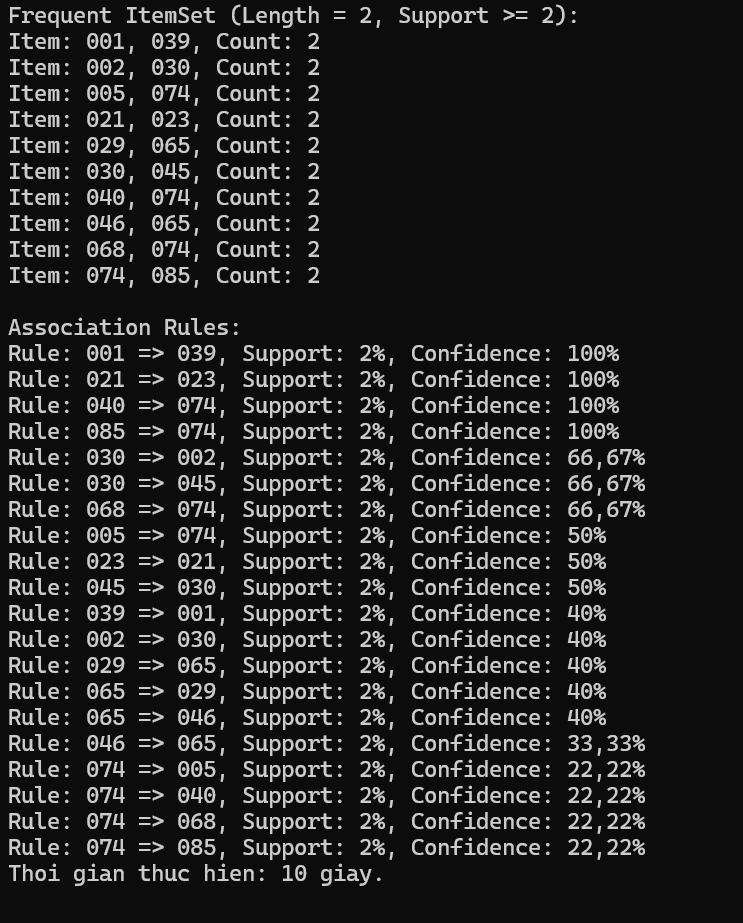 Frequent ItemSet (Length = 2, Support >= 2):
Item: 001, 039, Count: 2
Item: 002, 030, Count: 2
Item: 005, 074, Count: 2
Item: 021, 023, Count: 2
Item: 029, 065, Count: 2
Item: 030, 045, Count: 2
Item: 040, 074, Count: 2
Item: 046, 065, Count: 2
Item: 068, 074, Count: 2
Item: 074, 085, Count: 2
Association Rules:
Rule: 001 => 039, Support: 2%, Confidence: 100%
Rule: 021 => 023, Support: 2%, Confidence: 100%
Rule: 040 => 074, Support: 2%, Confidence: 100%
Rule: 085 => 074, Support: 2%, Confidence: 100%
Rule: 030 => 002, Support: 2%, Confidence: 66,67%
Rule: 030 => 045, Support: 2%, Confidence: 66,67%
Rule: 068 => 074, Support: 2%, Confidence: 66,67%
Rule: 005 => 074, Support: 2%, Confidence: 50%
Rule: 023 => 021, Support: 2%, Confidence: 50%
Rule: 045 => 030, Support: 2%, Confidence: 50%
Rule: 039 => 001, Support: 2%, Confidence: 40%
Rule: 002 => 030, Support: 2%, Confidence: 40%
Rule: 029 => 065, Support: 2%, Confidence: 40%
Rule: 065 => 029, Support: 2%, Confidence: 40%
Rule: 065 => 046, Support: 2%, Confidence: 40%
Rule: 046 => 065, Support: 2%, Confidence: 33,33%
Rule: 074 => 005, Support: 2%, Confidence: 22,22%
Rule: 074 => 040, Support: 2%, Confidence: 22,22%
Rule: 074 => 068, Support: 2%, Confidence: 22,22%
Rule: 074 => 085, Support: 2%, Confidence: 22,22%
Thoi gian thuc hien: 10 giay.